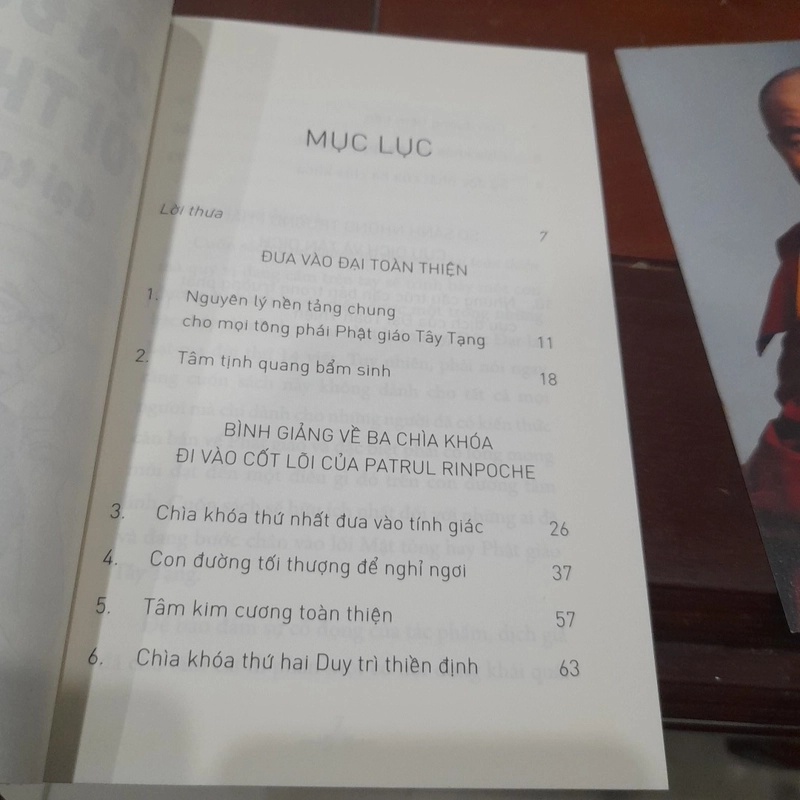 MỤC LỤC
Lời thưa 7
ĐƯA VÀO ĐẠI TOÀN THIỆN
1. Nguyên lý nền tảng chung
cho mọi tông phái Phật giáo Tây Tạng 11
2. Tâm tịnh quang bẩm sinh 18
BÌNH GIẢNG VỀ BA CHÌA KHÓA
ĐI VÀO CỐT LÕI CỦA PATRUL RINPOCHE
3. Chìa khóa thứ nhất đưa vào tính giác 26
4. Con đường tối thượng để nghỉ ngơi 37
5. Tâm kim cương toàn thiện 57
6. Chìa khóa thứ hai Duy trì thiền định 63